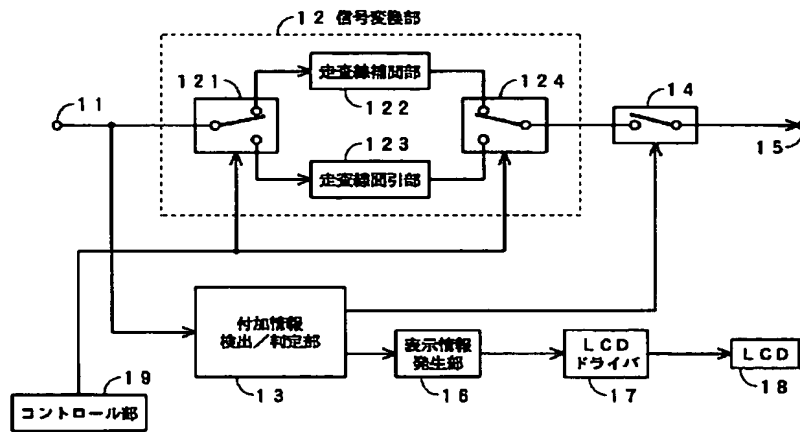 12 信号変換部
121
走査線補間部
122
124
14
11
123
走査線間引部
15
付加情報
検出/判定部
13
表示情報
発生部
16
LCD
ドライバ
17
LCD
18
19
コントロール部